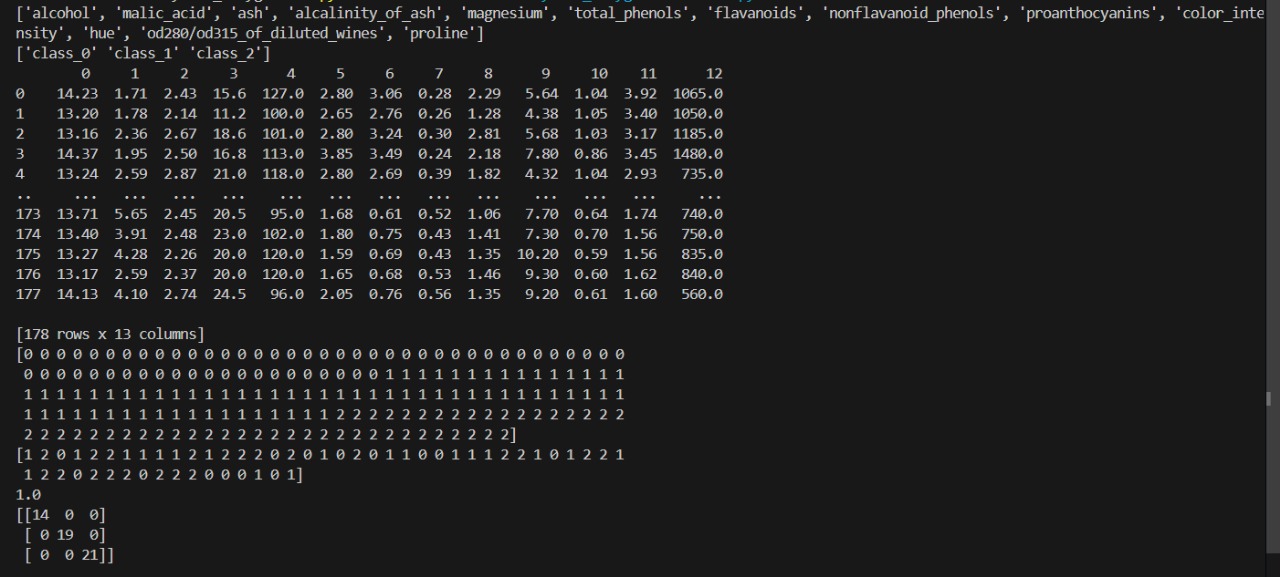 ['alcohol', 'malic_acid', 'ash', 'alcalinity_of_ash', 'magnesium', 'total_phenols', 'flavanoids', 'nonflavanoid_phenols', 'proanthocyanins', 'color_inte
nsity', 'hue', 'od280/od315_of_diluted_wines', 'proline']
['class_0' 'class_1' 'class_2']
        0     1     2     3      4     5     6     7     8      9     10    11      12
0    14.23  1.71  2.43  15.6  127.0  2.80  3.06  0.28  2.29   5.64  1.04  3.92  1065.0
1    13.20  1.78  2.14  11.2  100.0  2.65  2.76  0.26  1.28   4.38  1.05  3.40  1050.0
2    13.16  2.36  2.67  18.6  101.0  2.80  3.24  0.30  2.81   5.68  1.03  3.17  1185.0
3    14.37  1.95  2.50  16.8  113.0  3.85  3.49  0.24  2.18   7.80  0.86  3.45  1480.0
4    13.24  2.59  2.87  21.0  118.0  2.80  2.69  0.39  1.82   4.32  1.04  2.93   735.0
..     ...   ...   ...   ...    ...   ...   ...   ...   ...    ...   ...   ...     ...
173  13.71  5.65  2.45  20.5   95.0  1.68  0.61  0.52  1.06   7.70  0.64  1.74   740.0
174  13.40  3.91  2.48  23.0  102.0  1.80  0.75  0.43  1.41   7.30  0.70  1.56   750.0
175  13.27  4.28  2.26  20.0  120.0  1.59  0.69  0.43  1.35  10.20  0.59  1.56   835.0
176  13.17  2.59  2.37  20.0  120.0  1.65  0.68  0.53  1.46   9.30  0.60  1.62   840.0
177  14.13  4.10  2.74  24.5   96.0  2.05  0.76  0.56  1.35   9.20  0.61  1.60   560.0
[178 rows x 13 columns]
[0 0 0 0 0 0 0 0 0 0 0 0 0 0 0 0 0 0 0 0 0 0 0 0 0 0 0 0 0 0 0 0 0 0 0 0 0
 0 0 0 0 0 0 0 0 0 0 0 0 0 0 0 0 0 0 0 0 0 0 1 1 1 1 1 1 1 1 1 1 1 1 1 1 1
 1 1 1 1 1 1 1 1 1 1 1 1 1 1 1 1 1 1 1 1 1 1 1 1 1 1 1 1 1 1 1 1 1 1 1 1 1
 1 1 1 1 1 1 1 1 1 1 1 1 1 1 1 1 1 1 1 2 2 2 2 2 2 2 2 2 2 2 2 2 2 2 2 2 2
 2 2 2 2 2 2 2 2 2 2 2 2 2 2 2 2 2 2 2 2 2 2 2 2 2 2 2 2 2 2]
[1 2 0 1 2 2 1 1 1 1 2 1 2 2 2 0 2 0 1 0 2 0 1 1 0 0 1 1 1 2 2 1 0 1 2 2 1
 1 2 2 0 2 2 2 0 2 2 2 0 0 0 1 0 1]
1.0
[[14  0  0]
 [ 0 19  0]
 [ 0  0 21]]